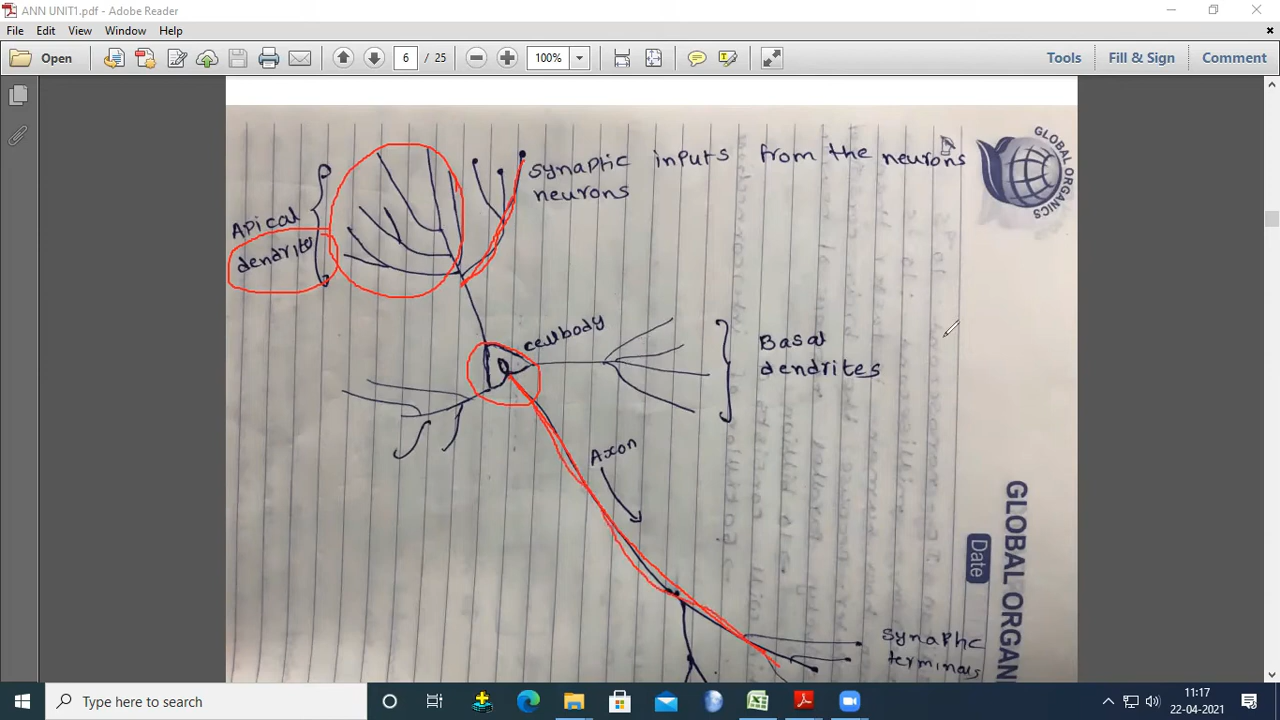 ANN UNIT1.pdf - Adobe Reader
File Edit View Window Help
Open 6 / 25 100% Tools Fill & Sign Comment
synaptic inputs from the neurons
neurons
Apical
dendrite
cellbody
Basal
dendrites
Axon
synaptic
terminals
GLOBAL ORGANICS
GLOBAL ORGAN
Date
Type here to search
11:17
22-04-2021